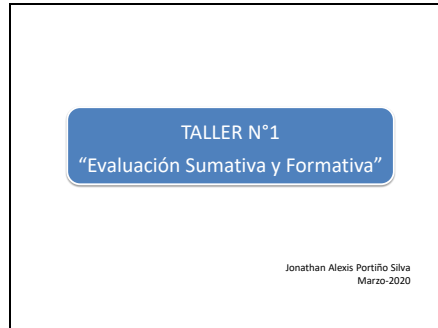 TALLER N°1
“Evaluación Sumativa y Formativa”
Jonathan Alexis Portiño Silva
Marzo-2020